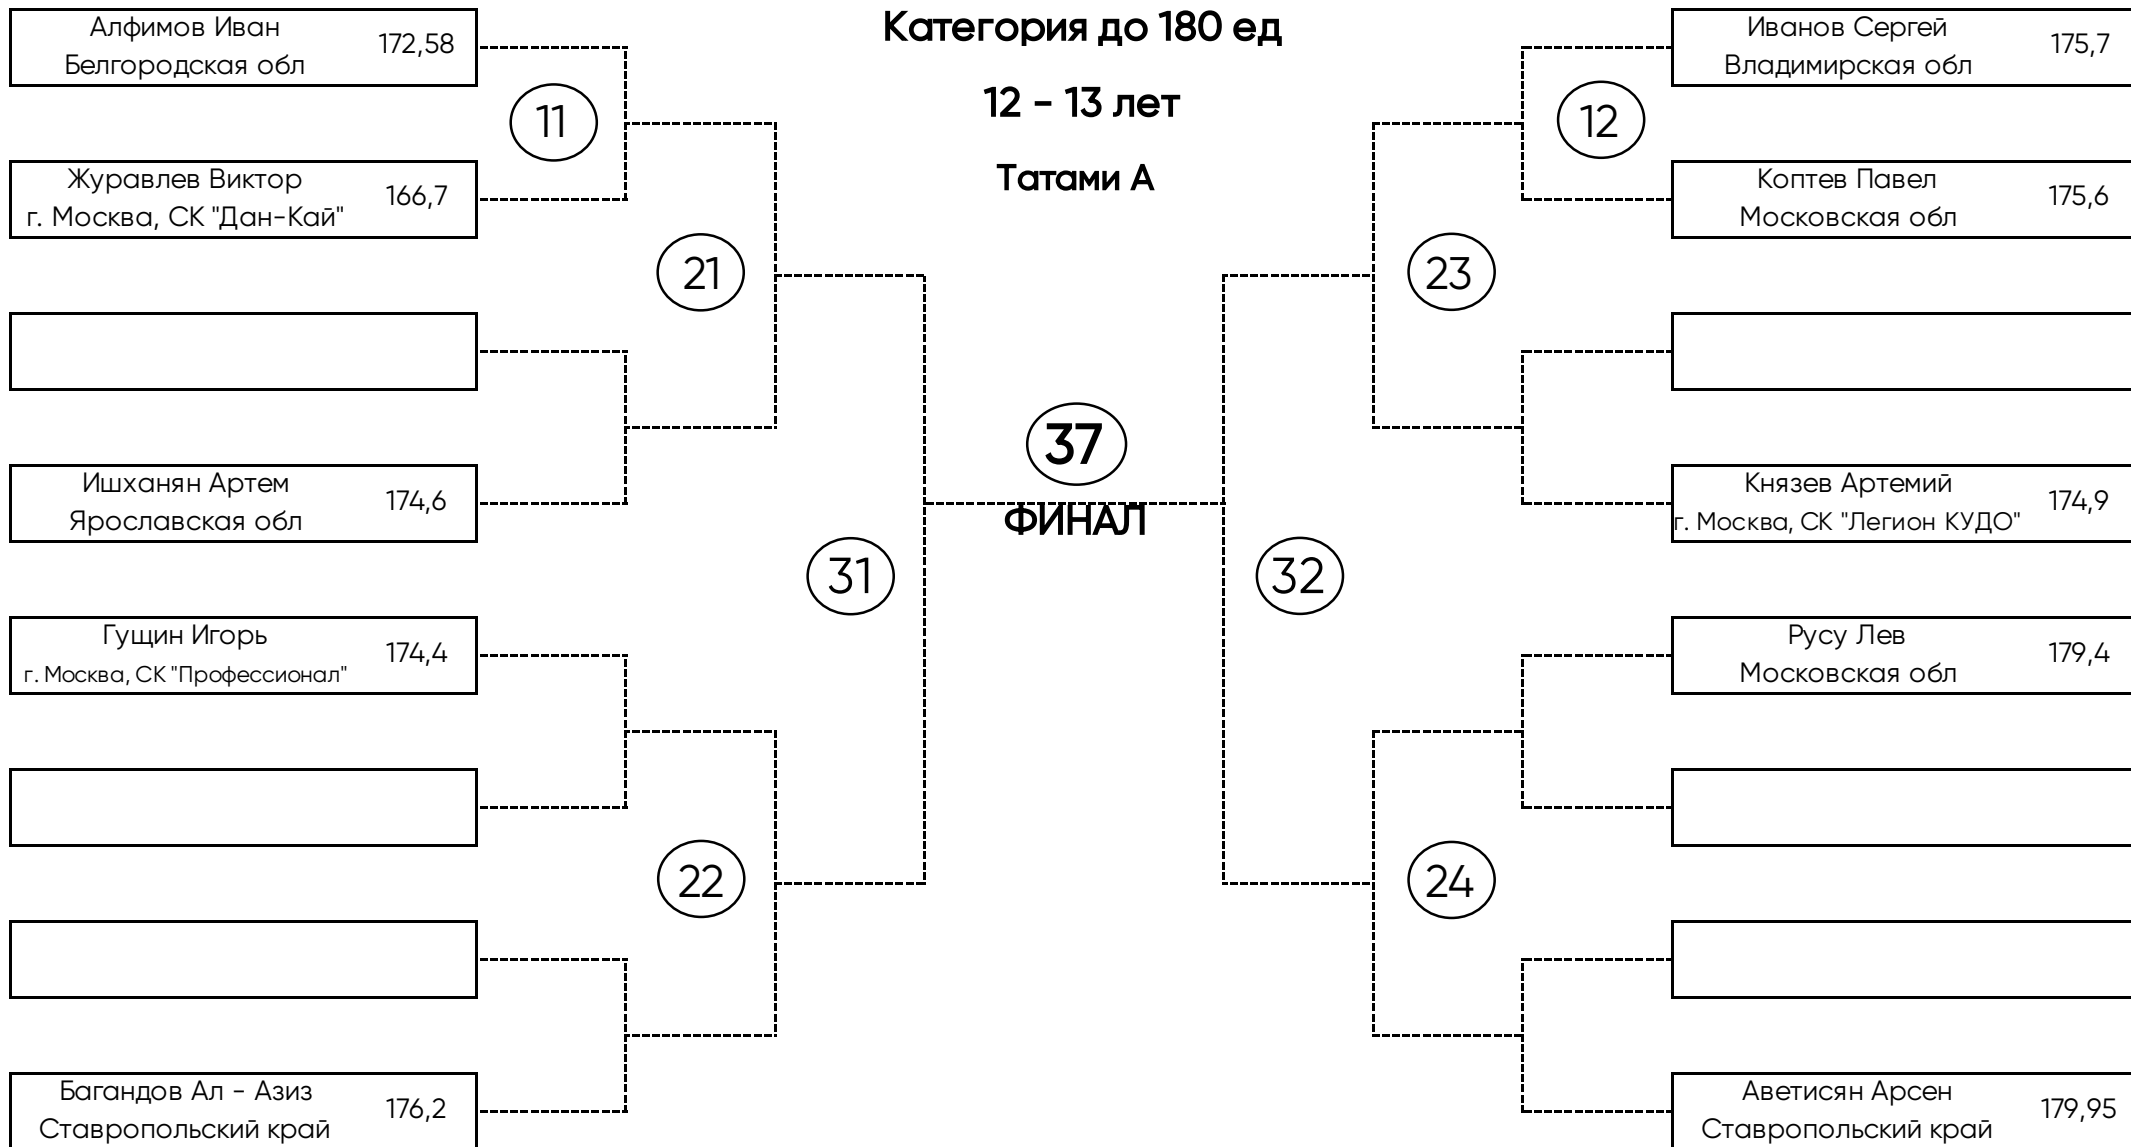 Категория до 180 ед
12 - 13 лет
Татами А
Алфимов Иван
Белгородская обл
172,58
11
Журавлев Виктор
г. Москва, СК "Дан-Кай"
166,7
21
Ишханян Артем
Ярославская обл
174,6
31
Гущин Игорь
г. Москва, СК "Профессионал"
174,4
22
Багандов Ал - Азиз
Ставропольский край
176,2
37
ФИНАЛ
Иванов Сергей
Владимирская обл
175,7
12
Коптев Павел
Московская обл
175,6
23
Князев Артемий
г. Москва, СК "Легион КУДО"
174,9
32
Русу Лев
Московская обл
179,4
24
Аветисян Арсен
Ставропольский край
179,95